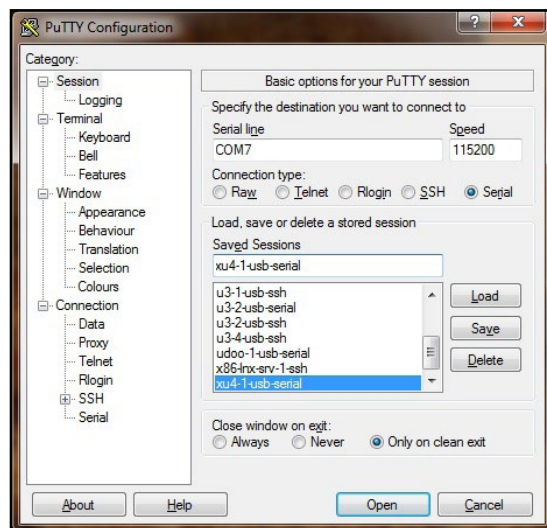 PuTTY Configuration
?
X
Category:
Session
Logging
Terminal
Keyboard
Bell
Features
Window
Appearance
Behaviour
Translation
Selection
Colours
Connection
Data
Proxy
Telnet
Rlogin
SSH
Serial
Basic options for your PuTTY session
Specify the destination you want to connect to
Serial line Speed
COM7 115200
Connection type:
Raw Telnet Rlogin SSH Serial
Load, save or delete a stored session
Saved Sessions
xu4-1-usb-serial
u3-1-usb-ssh
u3-2-usb-serial
u3-2-usb-ssh
u3-4-usb-ssh
udoo-1-usb-serial
x86-lnx-srv-1-ssh
xu4-1-usb-serial
Load
Save
Delete
Close window on exit:
Always Never Only on clean exit
About Help Open Cancel